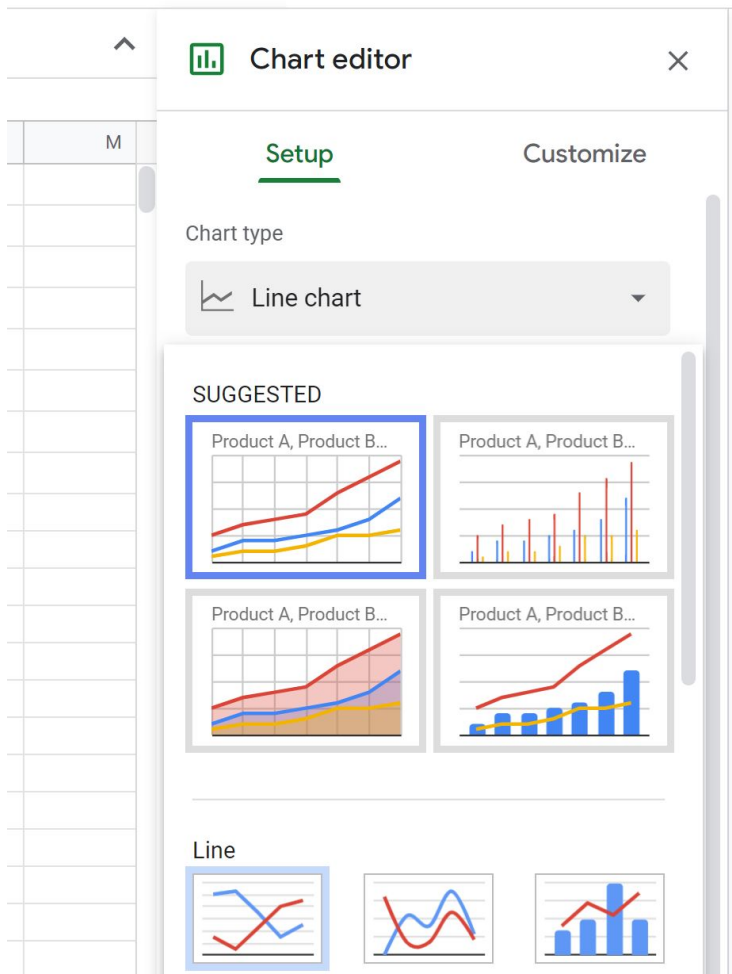 Chart editor
M
Setup
Customize
Chart type
Line chart
SUGGESTED
Product A, Product B...
Product A, Product B...
Product A, Product B...
Product A, Product B...
Line